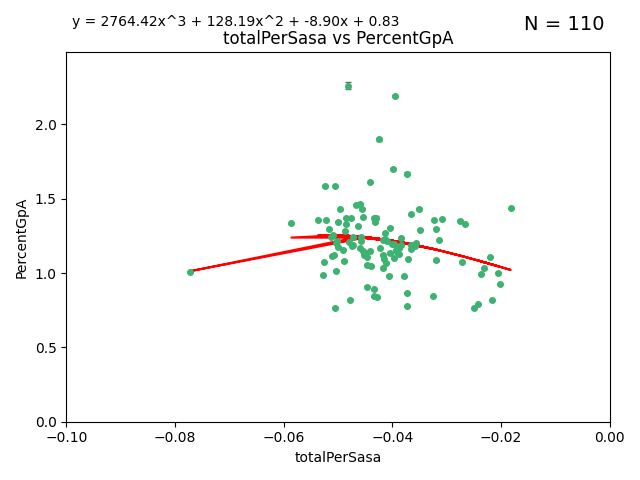 y = 2764.42x^3 + 128.19x^2 + -8.90x + 0.83
N = 110
totalPerSasa vs PercentGpA
PercentGpA
2.0
1.5
1.0
0.5
0.0
-0.10
-0.08
-0.06
-0.04
-0.02
0.00
totalPerSasa